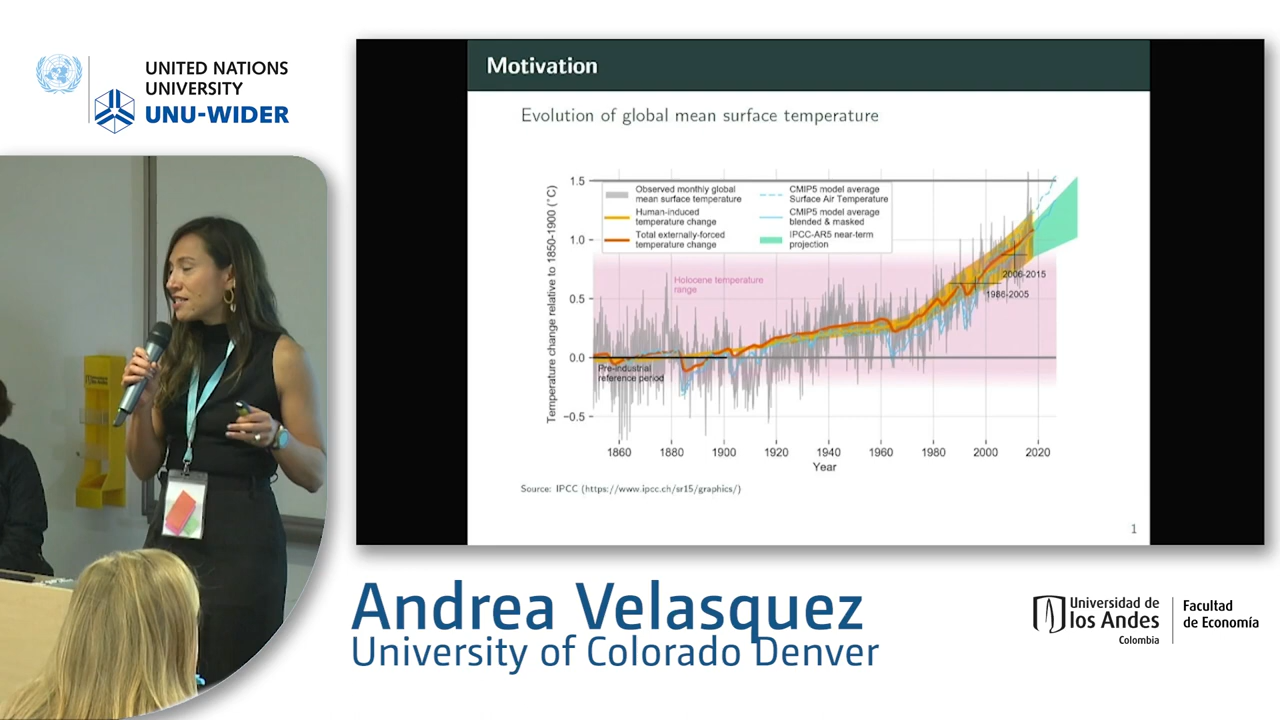 UNITED NATIONS
UNIVERSITY
UNU-WIDER
Motivation
Evolution of global mean surface temperature
Temperature change relative to 1850-1900 (°C)
1.5
1.0
0.5
0.0
−0.5
Observed monthly global
mean surface temperature
Human-induced
temperature change
Total externally-forced
temperature change
CMIP5 model average
Surface Air Temperature
CMIP5 model average
blended & masked
IPCC-AR5 near-term
projection
Holocene temperature
range
2006-2015
1986-2005
Pre-industrial
reference period
1860 1880 1900 1920 1940 1960 1980 2000 2020
Year
Source: IPCC (https://www.ipcc.ch/sr15/graphics/)
1
Andrea Velasquez
University of Colorado Denver
Universidad de
los Andes
Colombia
Facultad
de Economía